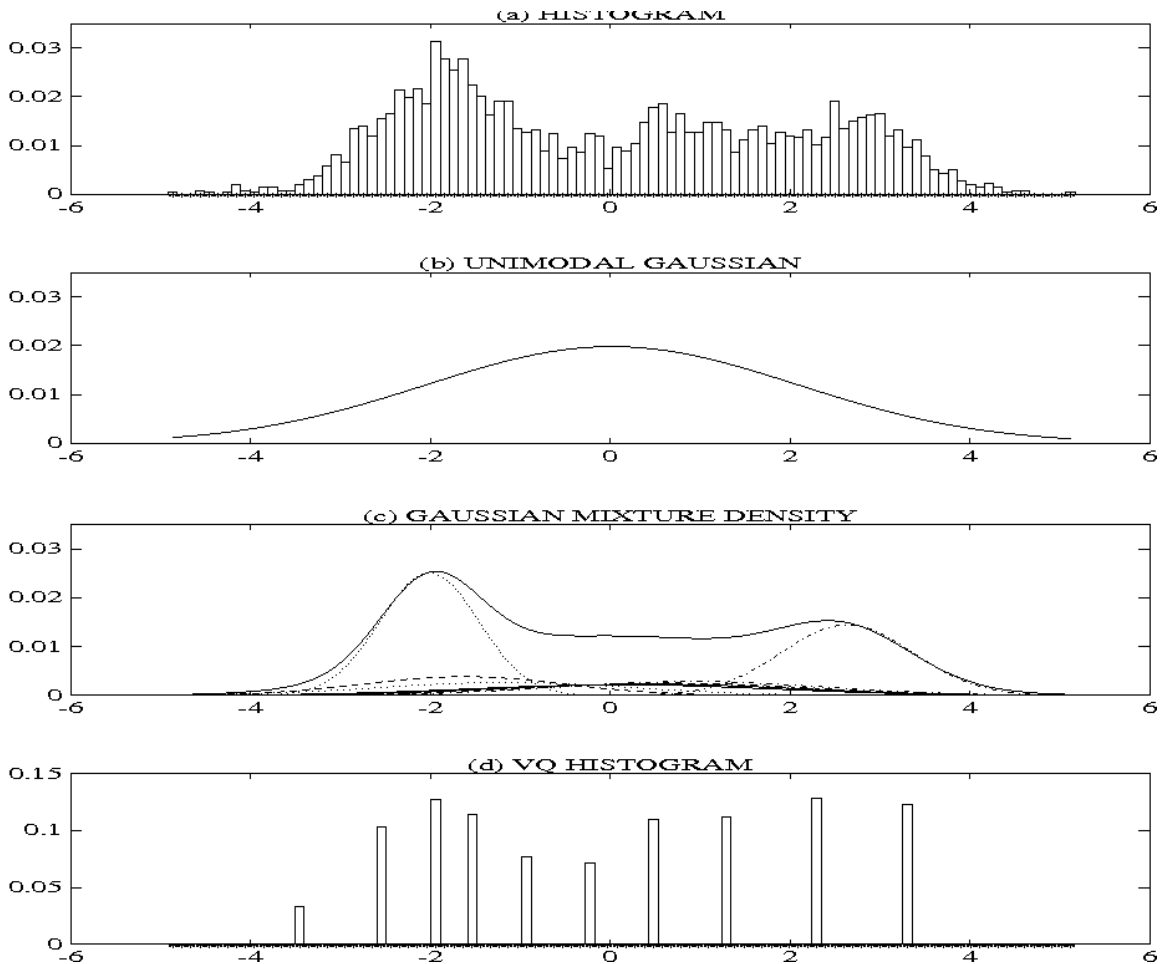 (a) HISTOGRAM
0.03
0.02
0.01
0
-6 -4 -2 0 2 4 6
(b) UNIMODAL GAUSSIAN
0.03
0.02
0.01
0
-6 -4 -2 0 2 4 6
(c) GAUSSIAN MIXTURE DENSITY
0.03
0.02
0.01
0
-6 -4 -2 0 2 4 6
(d) VQ HISTOGRAM
0.15
0.1
0.05
0
-6 -4 -2 0 2 4 6